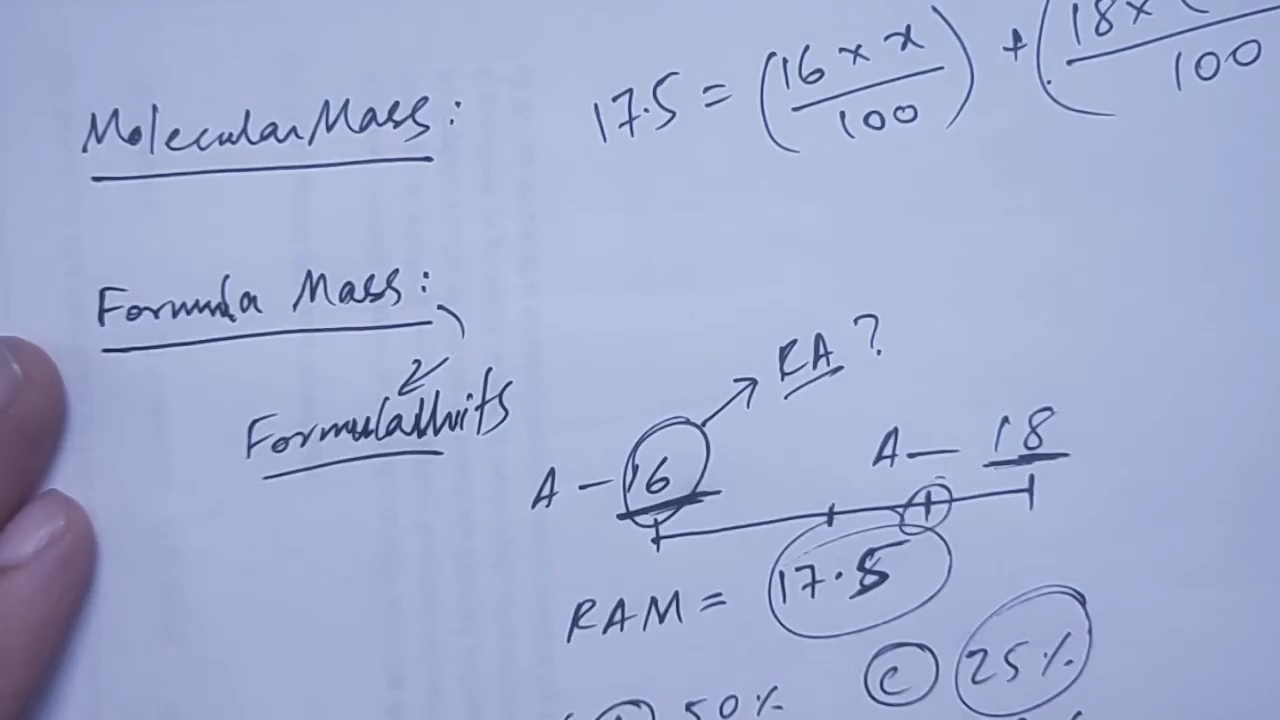 17.5 = (16 × x / 100) + (18 × ( / 100
Molecular Mass:
Formula Mass:
RA?
Formula Units
A – 16
A – 18
RAM = 17.5
C 25%
50%